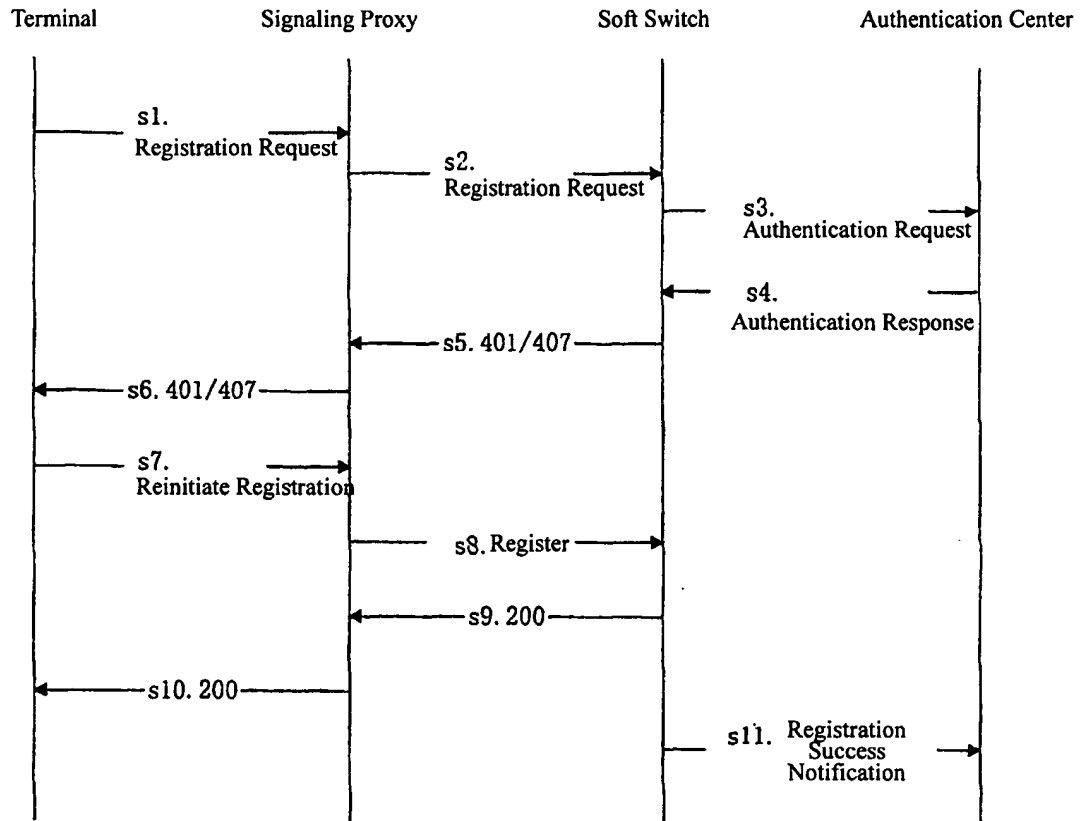 Terminal
Signaling Proxy
Soft Switch
Authentication Center
s1.
Registration Request
s2.
Registration Request
s3.
Authentication Request
s4.
Authentication Response
s5. 401/407
s6. 401/407
s7.
Reinitiate Registration
s8. Register
s9. 200
s10. 200
s11. Registration
Success
Notification